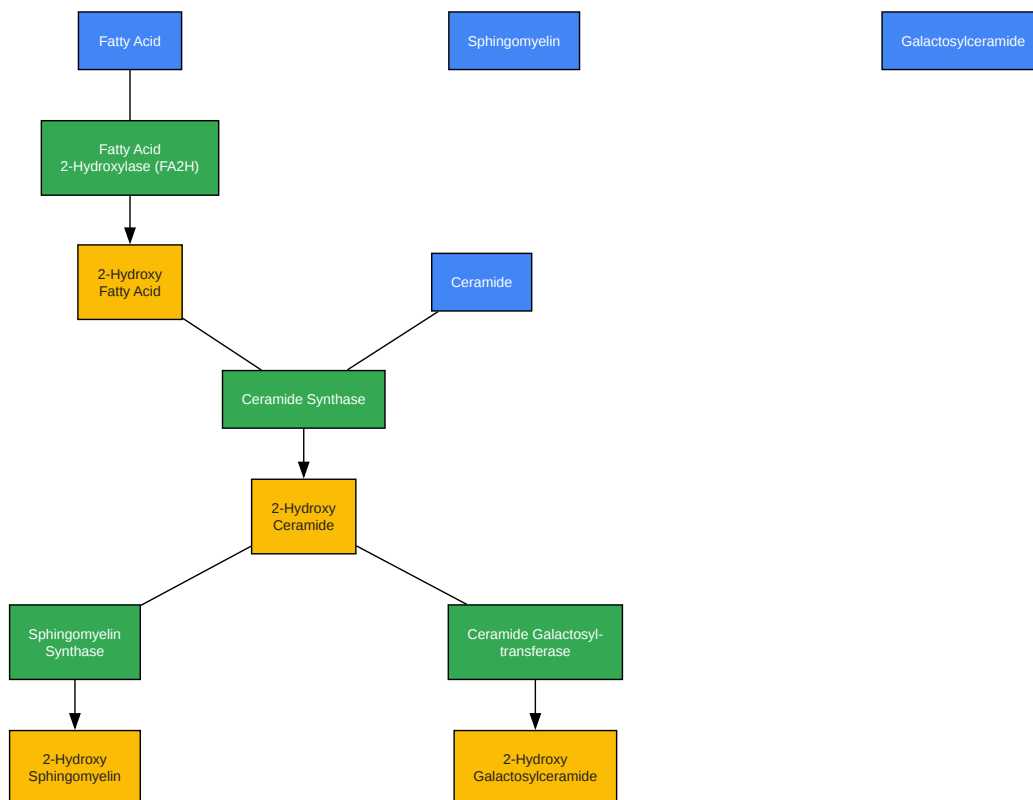 Fatty Acid
Sphingomyelin
Galactosylceramide
Fatty Acid
2-Hydroxylase (FA2H)
2-Hydroxy
Fatty Acid
Ceramide
Ceramide Synthase
2-Hydroxy
Ceramide
Sphingomyelin
Synthase
Ceramide Galactosyl-
transferase
2-Hydroxy
Sphingomyelin
2-Hydroxy
Galactosylceramide